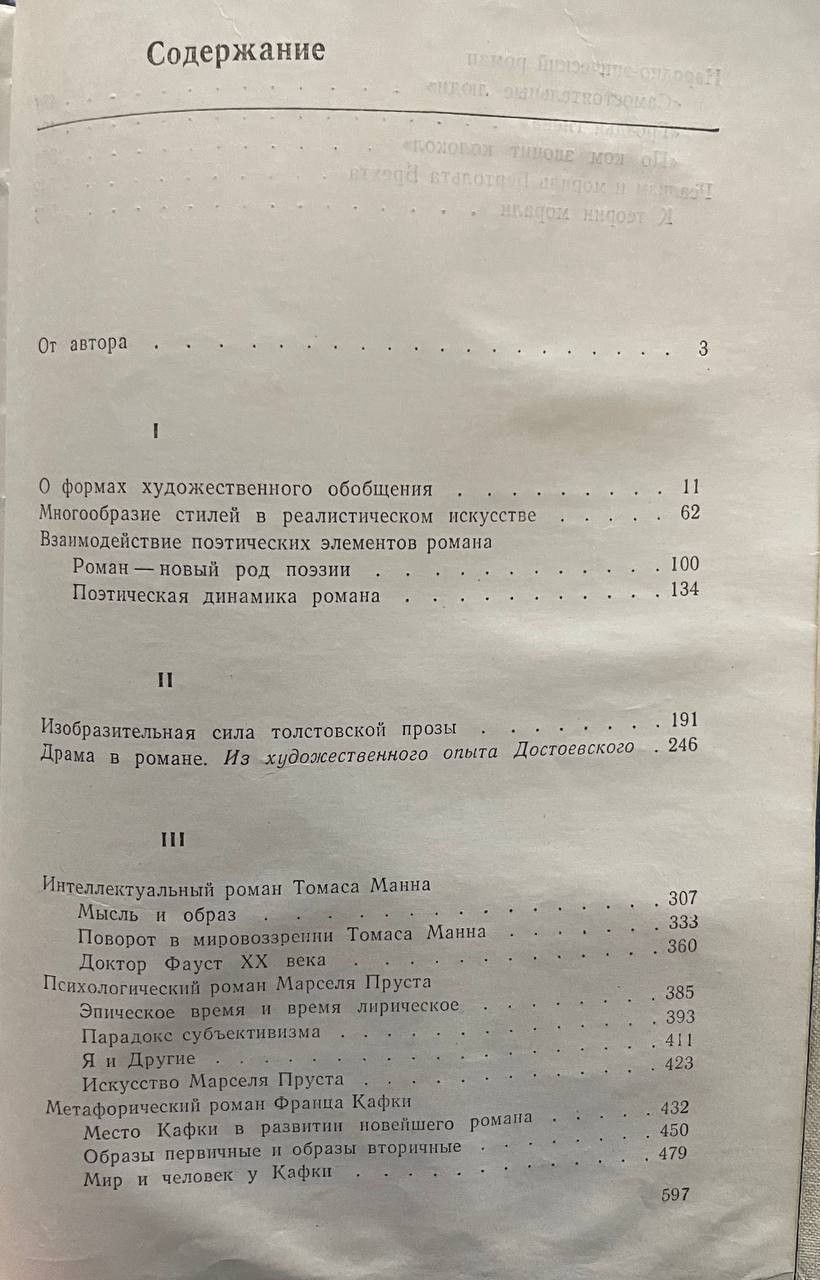 Содержание
От автора . . . . . . . . . . . . . . . . . . . 3
I
О формах художественного обобщения . . . . . . . . . 11
Многообразие стилей в реалистическом искусстве . . . . . 62
Взаимодействие поэтических элементов романа
Роман — новый род поэзии . . . . . . . . . . . 100
Поэтическая динамика романа . . . . . . . . . . 134
II
Изобразительная сила толстовской прозы . . . . . . . . 191
Драма в романе. Из художественного опыта Достоевского . 246
III
Интеллектуальный роман Томаса Манна
Мысль и образ . . . . . . . . . . . . . . . 307
Поворот в мировоззрении Томаса Манна . . . . . . 333
Доктор Фауст XX века . . . . . . . . . . . . 360
Психологический роман Марселя Пруста
Эпическое время и время лирическое . . . . . . . 385
Парадокс субъективизма . . . . . . . . . . . . 393
Я и Другие . . . . . . . . . . . . . . . . . 411
Искусство Марселя Пруста . . . . . . . . . . . 423
Метафорический роман Франца Кафки
Место Кафки в развитии новейшего романа . . . . . 432
Образы первичные и образы вторичные . . . . . . . 450
Мир и человек у Кафки . . . . . . . . . . . . 479
597